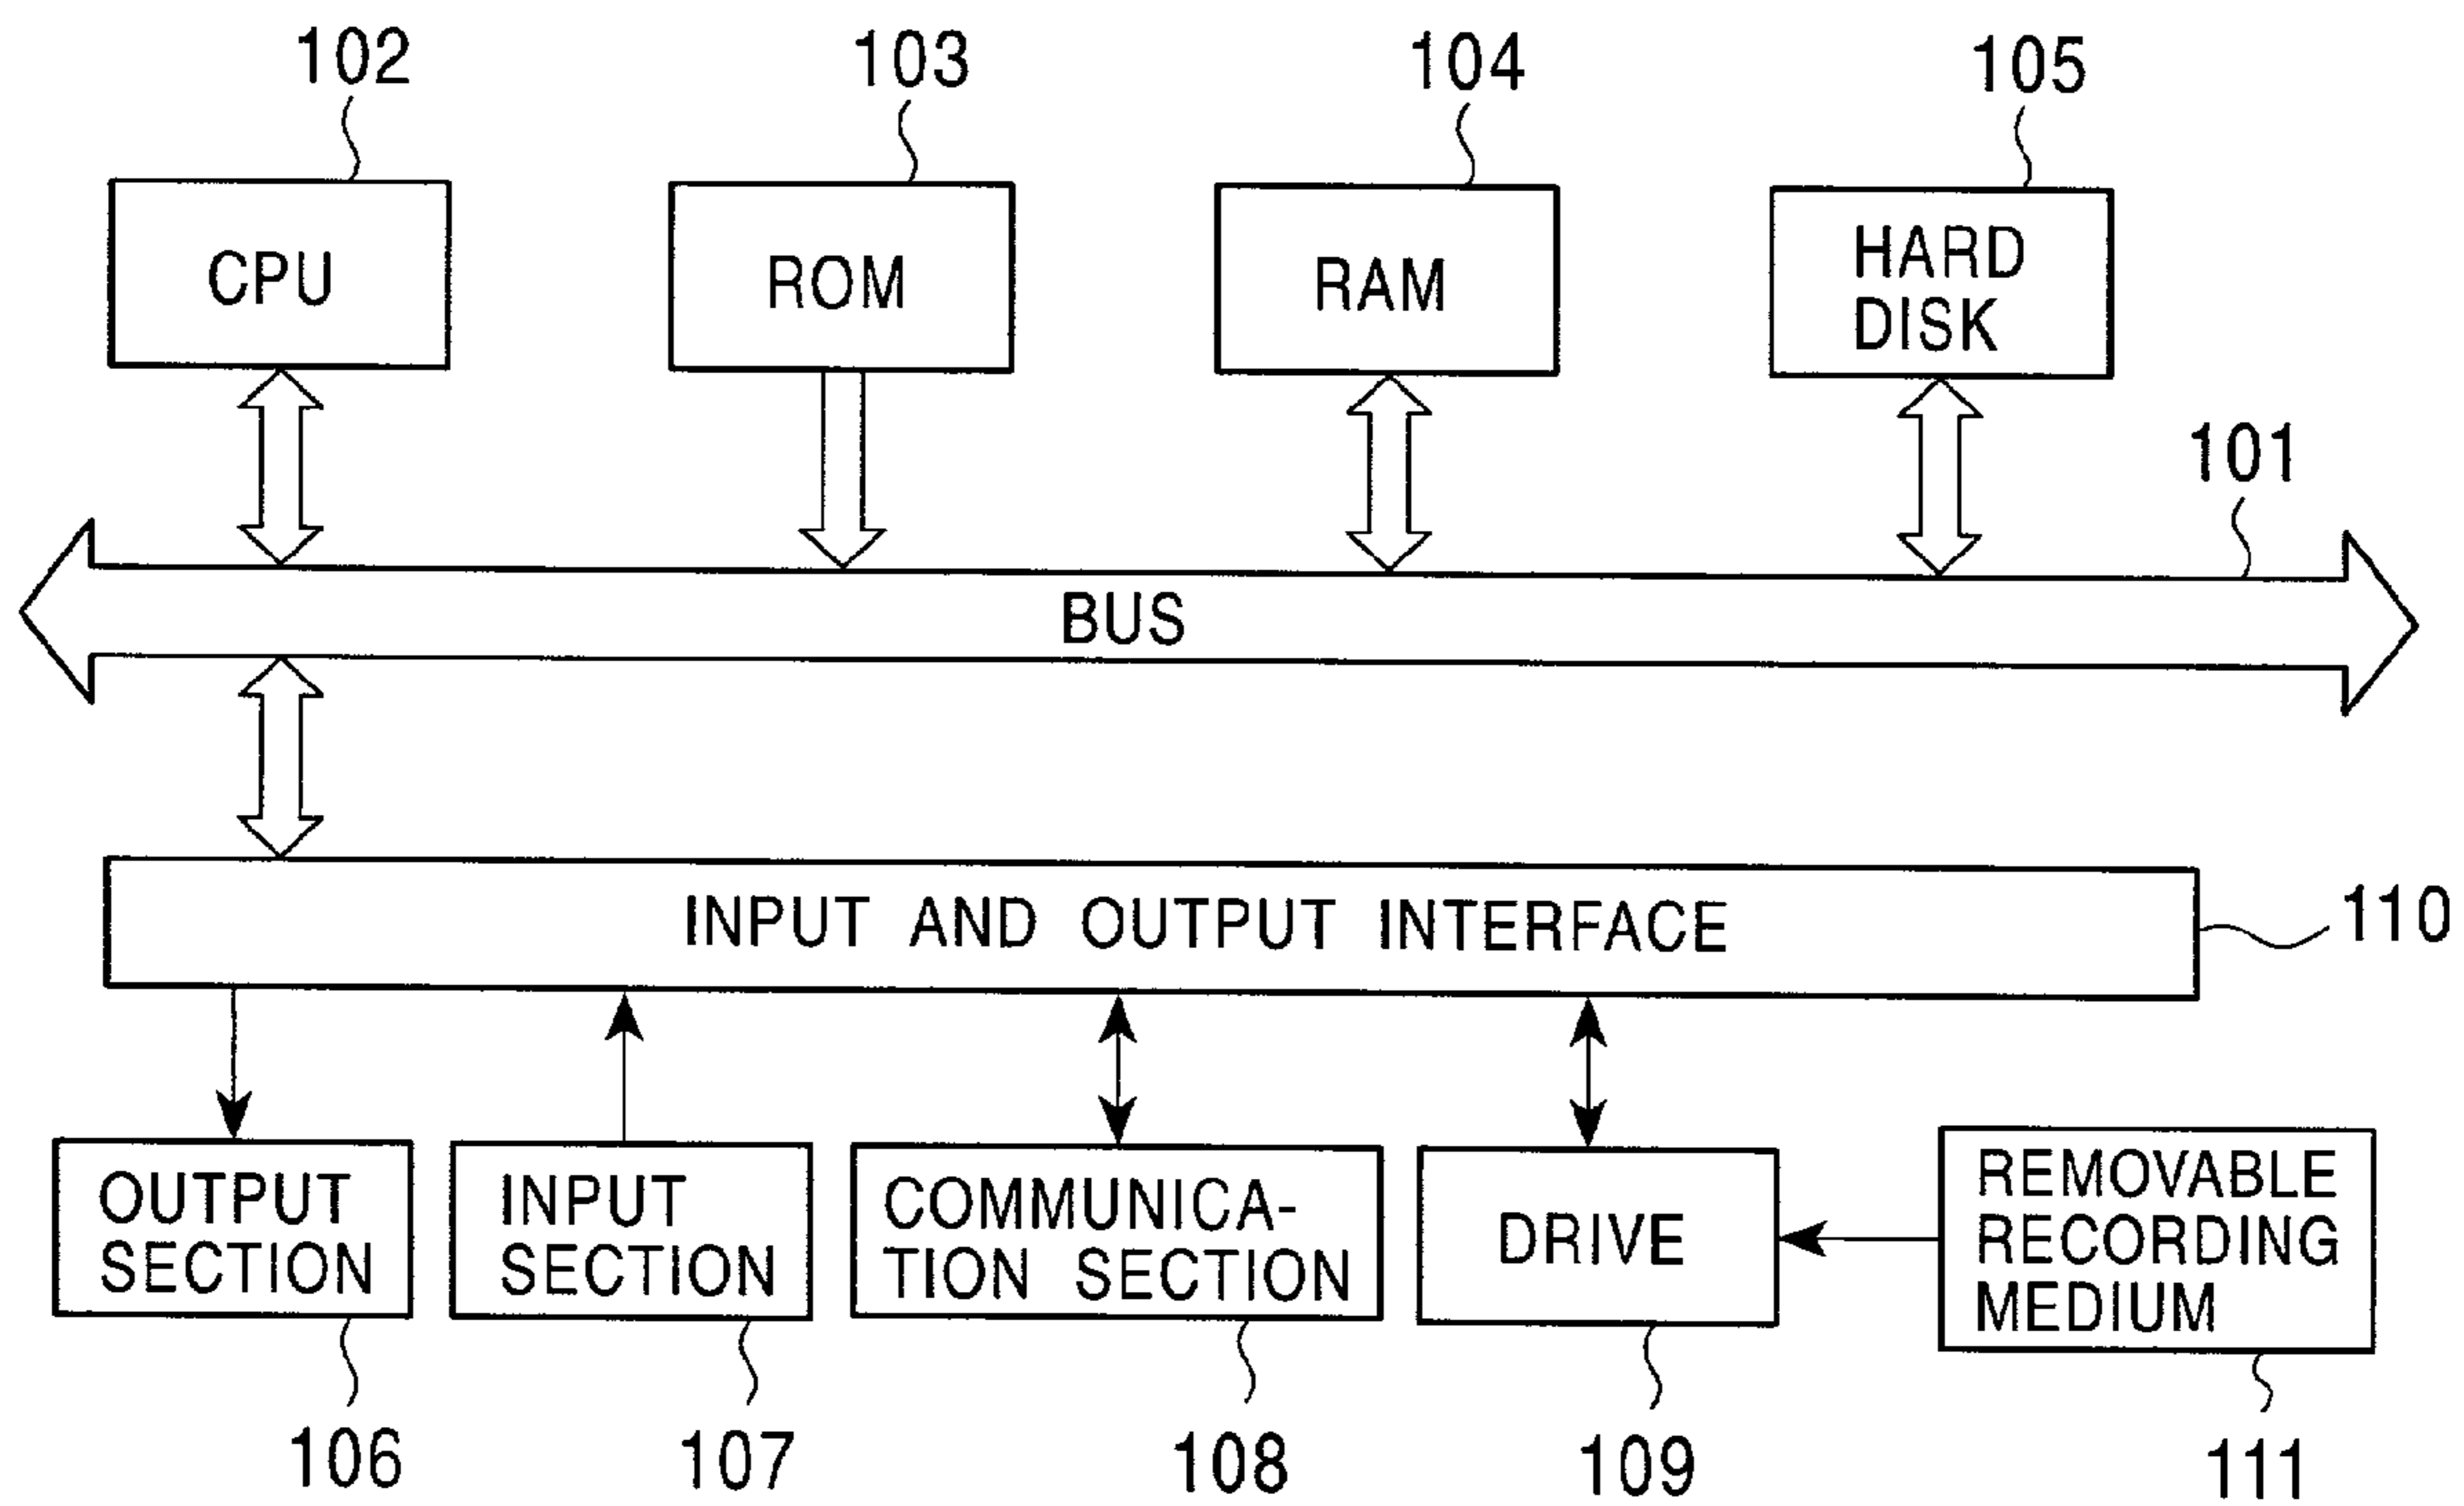 102
103
104
105
CPU
ROM
RAM
HARD
DISK
101
BUS
INPUT AND OUTPUT INTERFACE
110
OUTPUT
SECTION
INPUT
SECTION
COMMUNICA-
TION SECTION
DRIVE
REMOVABLE
RECORDING
MEDIUM
106
107
108
109
111